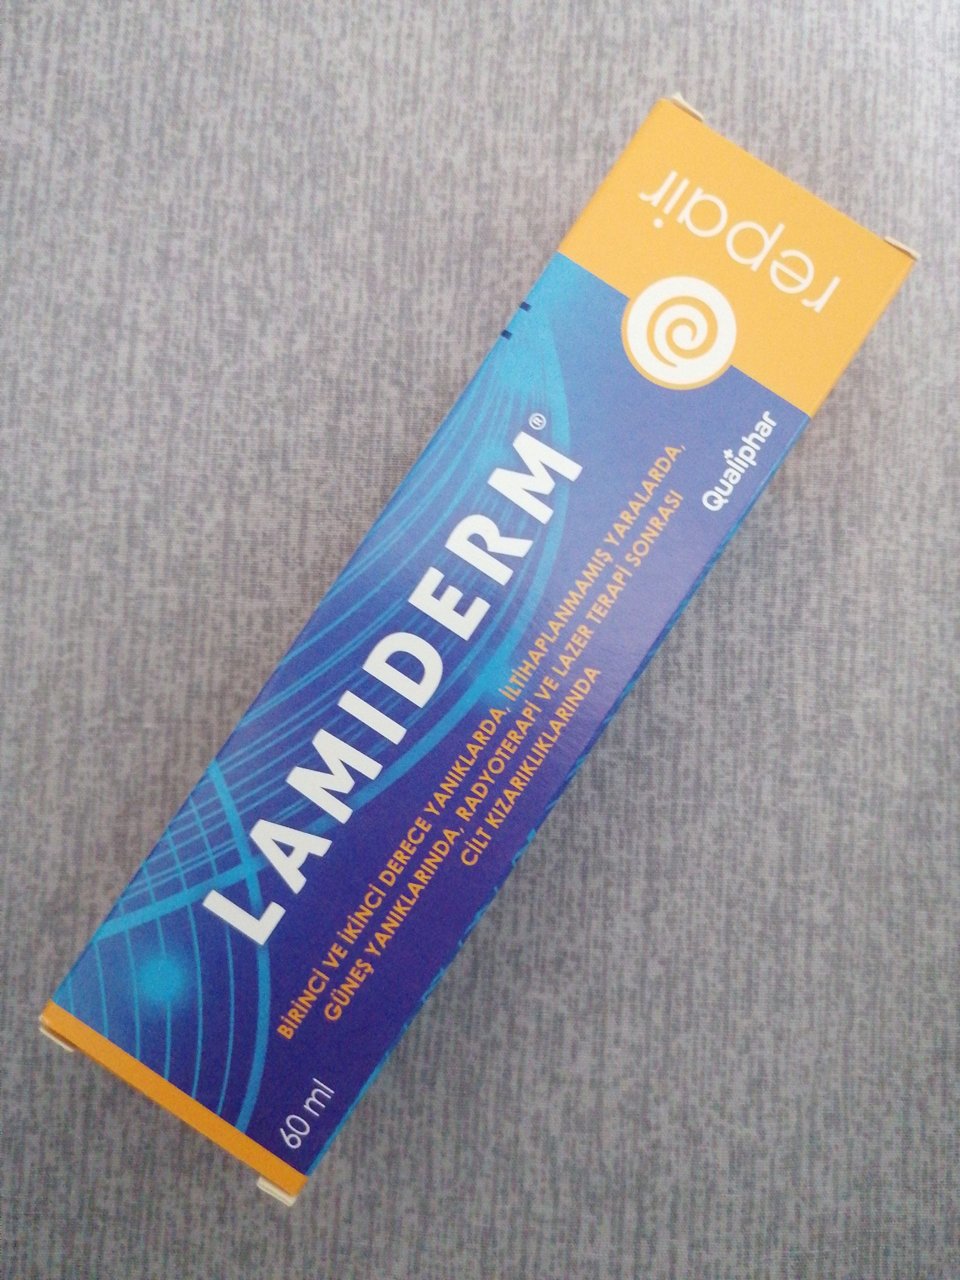 repair
LAMIDERM®
BİRİNCİ VE İKİNCİ DERECE YANIKLARDA, İLTİHAPLANMAMIŞ YARALARDA,
GÜNEŞ YANIKLARINDA, RADYOTERAPİ VE LAZER TERAPİ SONRASI
CİLT KIZARIKLIKLARINDA
Qualiphar
60 ml